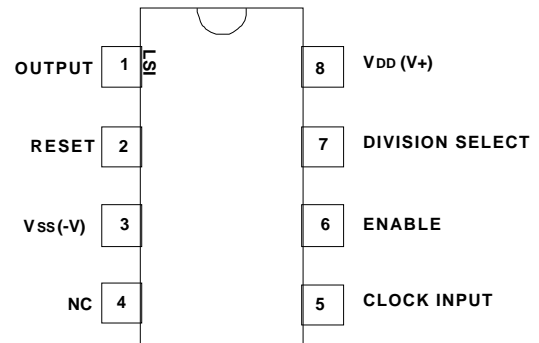 OUTPUT 1 LSI 8 VDD (V+)
RESET 2 7 DIVISION SELECT
VSS(-V) 3 6 ENABLE
NC 4 5 CLOCK INPUT